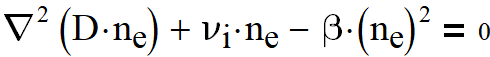 ∇² (D·nₑ) + νᵢ·nₑ − β·(nₑ)² = 0